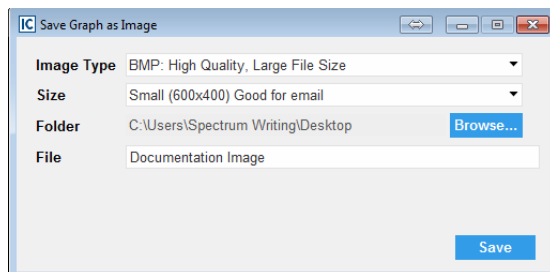 IC Save Graph as Image
Image Type BMP: High Quality, Large File Size
Size Small (600x400) Good for email
Folder C:\Users\Spectrum Writing\Desktop Browse...
File Documentation Image
Save